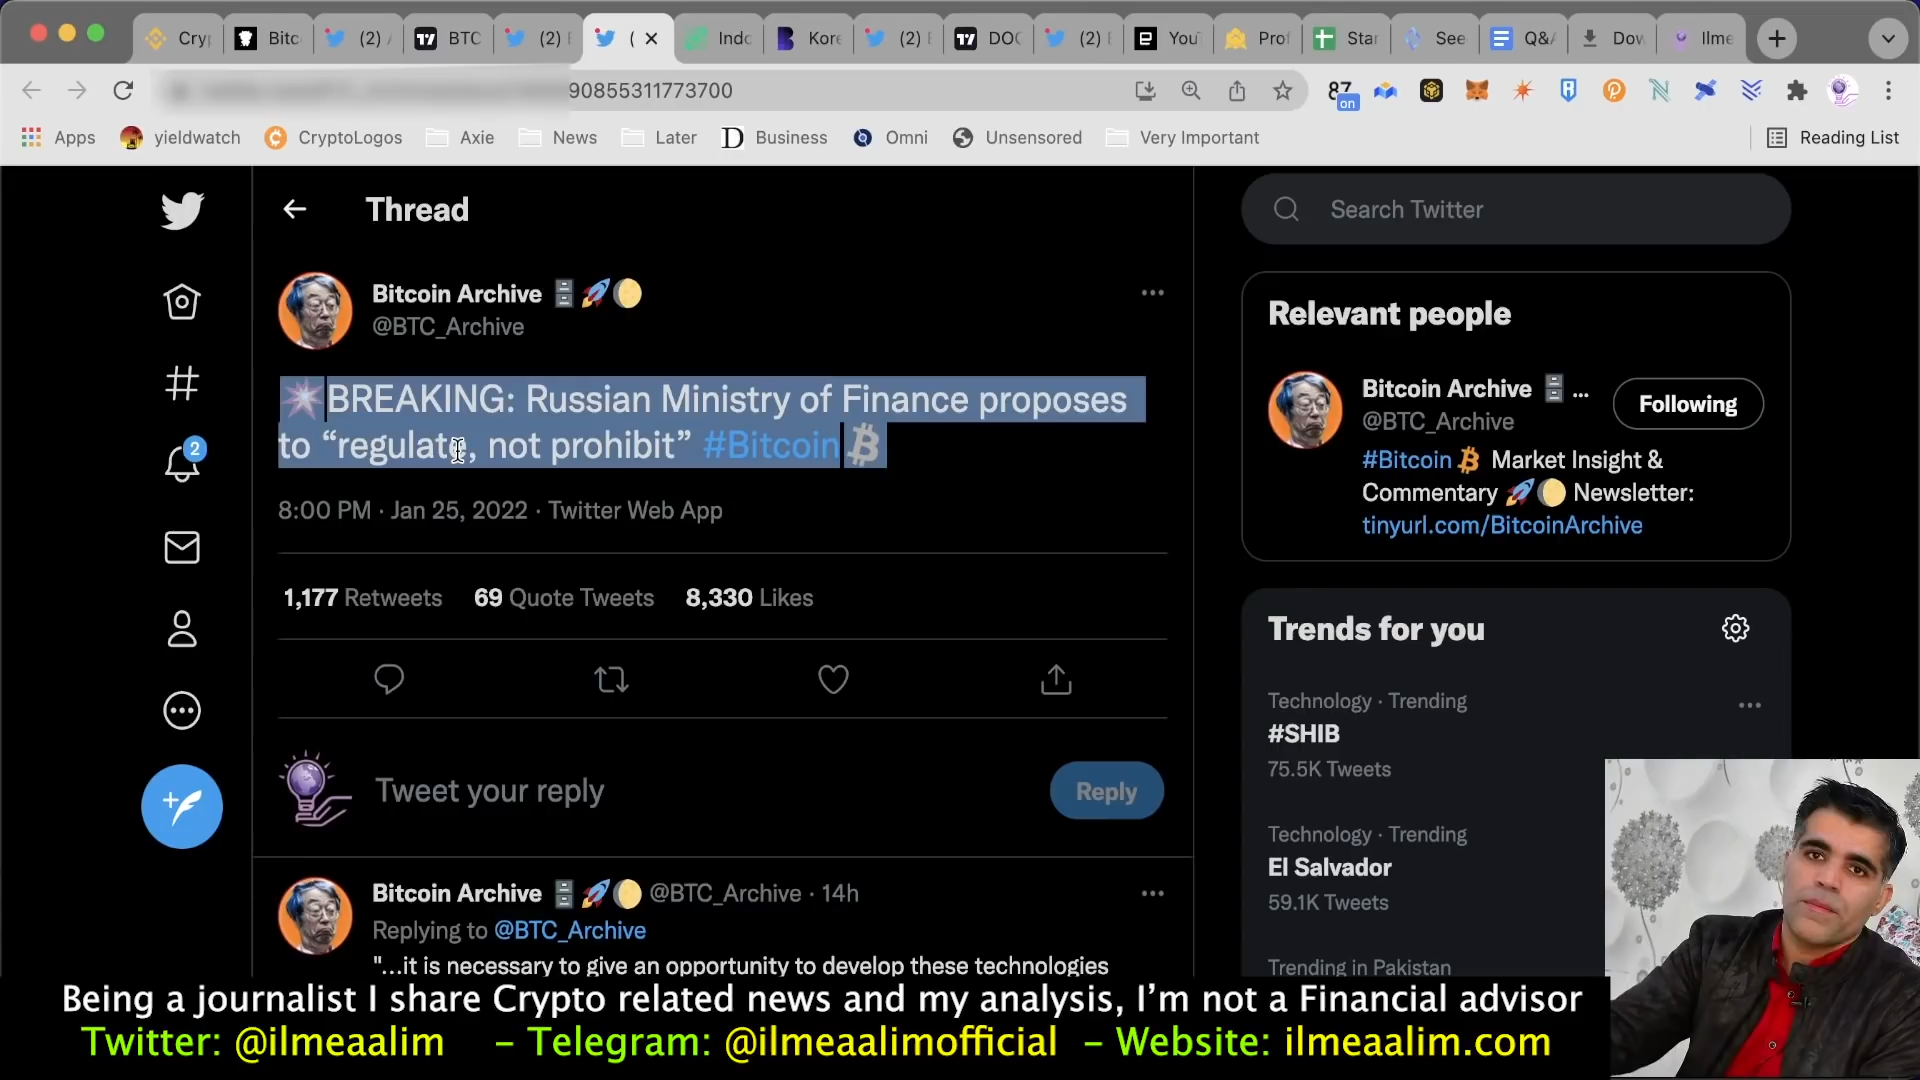 Cryp
Bitc
(2)
BTC
(2)
(
Indo
Kore
(2)
DOG
(2)
YouT
Prof
Star
See
Q&A
Dow
Ilme
90855311773700
87
on
Apps
yieldwatch
CryptoLogos
Axie
News
Later
Business
Omni
Unsensored
Very Important
Reading List
Thread
Search Twitter
Bitcoin Archive
@BTC_Archive
BREAKING: Russian Ministry of Finance proposes
to “regulate, not prohibit” #Bitcoin
8:00 PM · Jan 25, 2022 · Twitter Web App
1,177 Retweets 69 Quote Tweets 8,330 Likes
2
Tweet your reply
Reply
Bitcoin Archive @BTC_Archive · 14h
Replying to @BTC_Archive
"...it is necessary to give an opportunity to develop these technologies
Relevant people
Bitcoin Archive ...
@BTC_Archive
Following
#Bitcoin Market Insight &
Commentary Newsletter:
tinyurl.com/BitcoinArchive
Trends for you
Technology · Trending
#SHIB
75.5K Tweets
Technology · Trending
El Salvador
59.1K Tweets
Trending in Pakistan
Being a journalist I share Crypto related news and my analysis, I’m not a Financial advisor
Twitter: @ilmeaalim – Telegram: @ilmeaalimofficial – Website: ilmeaalim.com